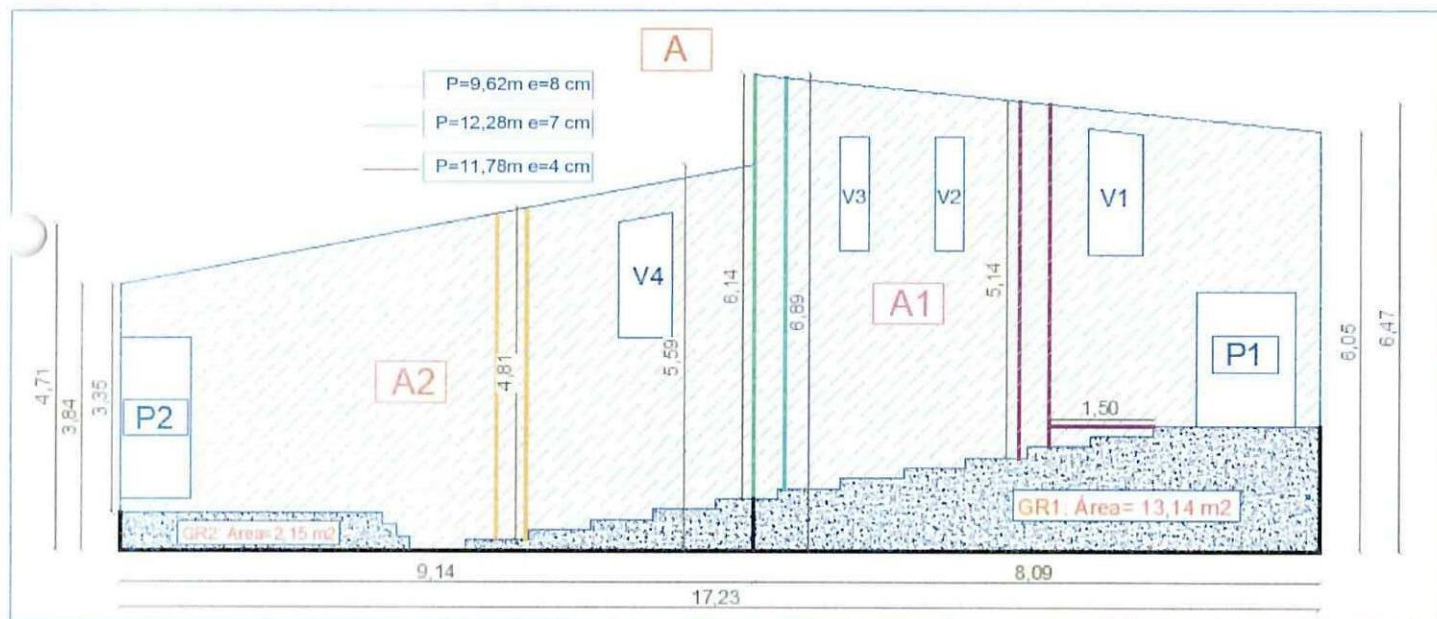 A
P=9,62m e=8 cm
P=12,28m e=7 cm
P=11,78m e=4 cm
V3
V2
V1
V4
A1
A2
P1
P2
4,71
3,84
3,35
4,81
5,59
6,14
6,89
5,14
1,50
6,05
6,47
GR2: Área=2,15 m2
GR1: Área= 13,14 m2
9,14
8,09
17,23